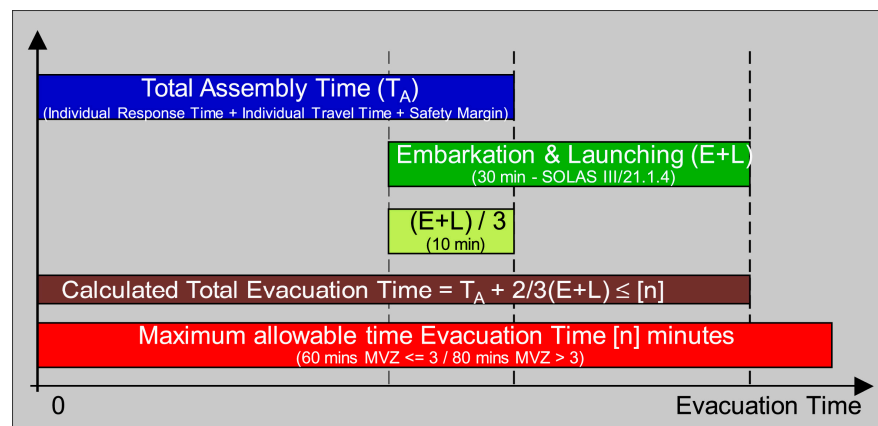 Total Assembly Time (T_A)
(Individual Response Time + Individual Travel Time + Safety Margin)
Embarkation & Launching (E+L)
(30 min - SOLAS III/21.1.4)
(E+L) / 3
(10 min)
Calculated Total Evacuation Time = T_A + 2/3(E+L) ≤ [n]
Maximum allowable time Evacuation Time [n] minutes
(60 mins MVZ <= 3 / 80 mins MVZ > 3)
0
Evacuation Time